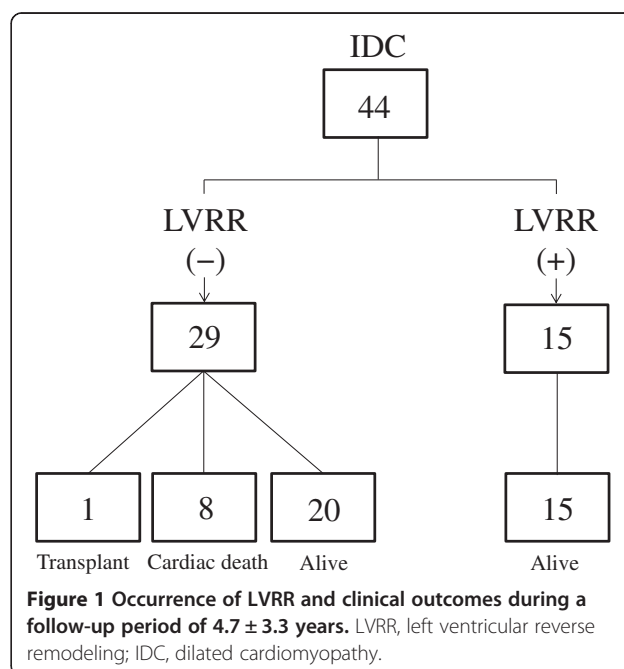 IDC
44
LVRR LVRR
(−) (+)
29 15
1 8 20 15
Transplant Cardiac death Alive Alive
Figure 1 Occurrence of LVRR and clinical outcomes during a
follow-up period of 4.7 ± 3.3 years. LVRR, left ventricular reverse
remodeling; IDC, dilated cardiomyopathy.